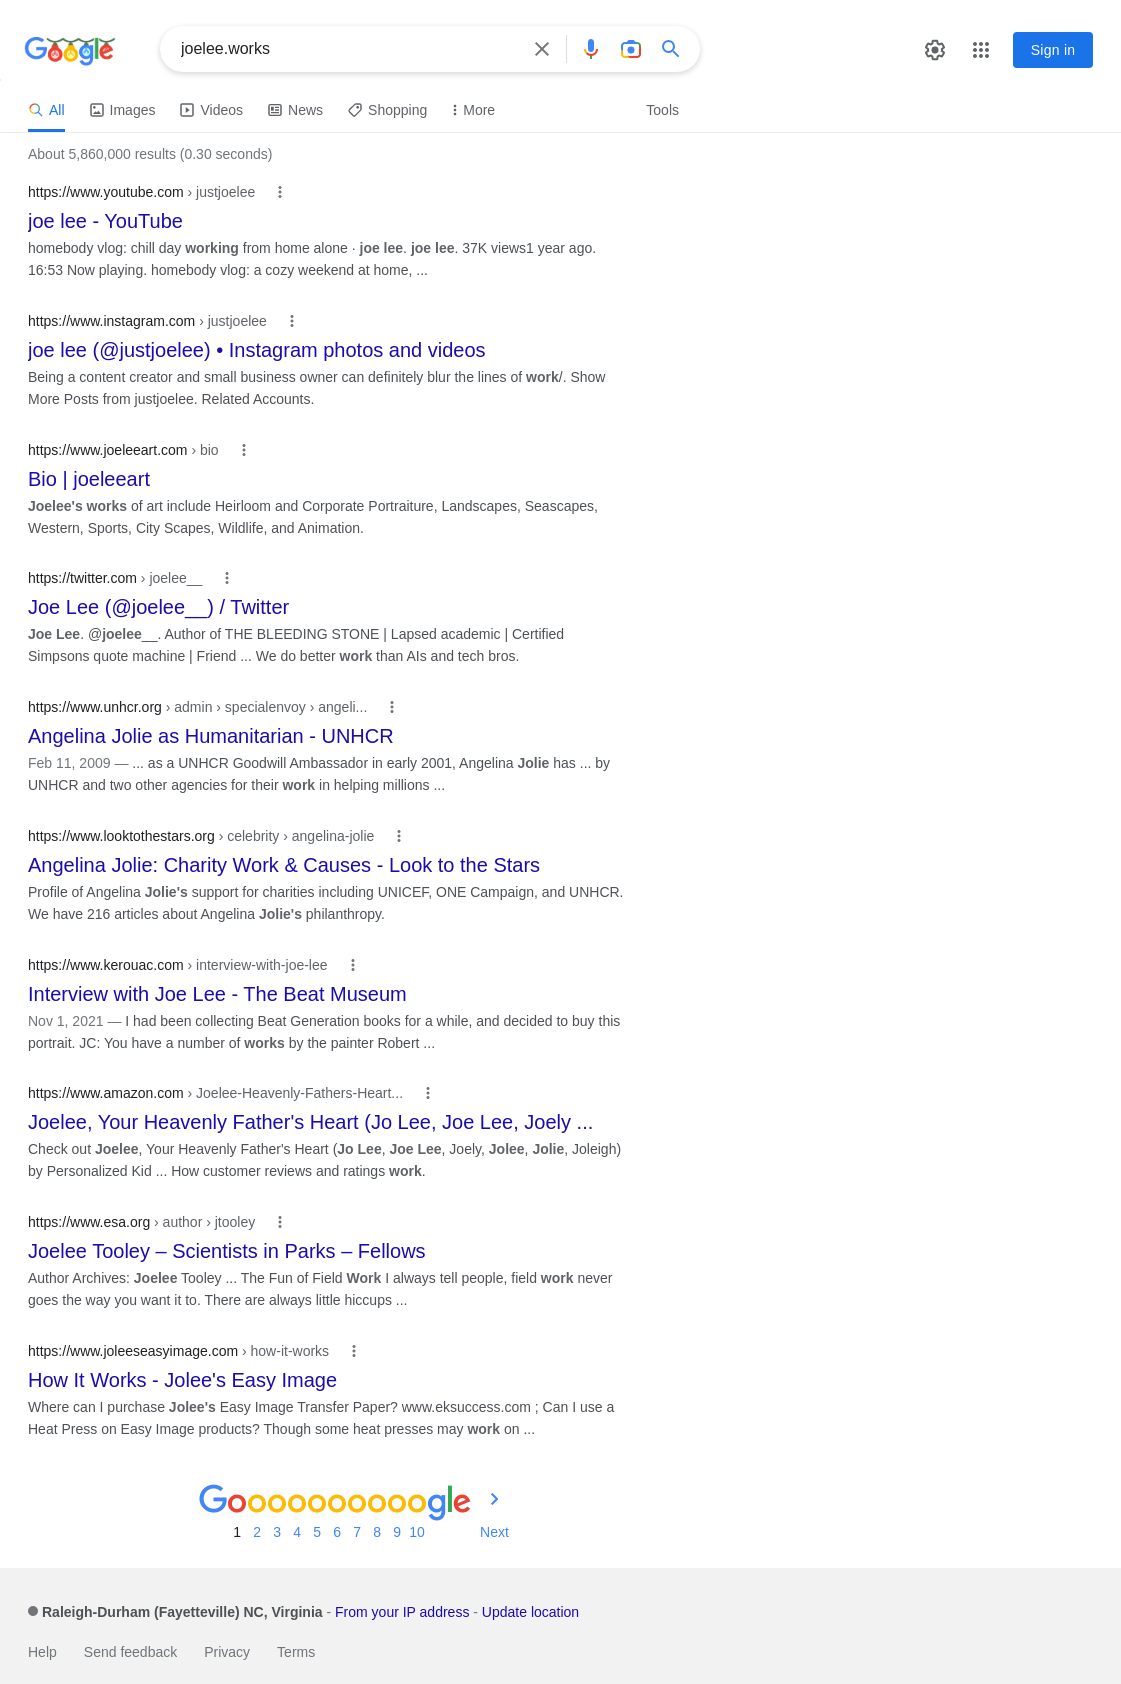 Google
joelee.works
Sign in
All Images Videos News Shopping More Tools
About 5,860,000 results (0.30 seconds)
https://www.youtube.com › justjoelee
joe lee - YouTube
homebody vlog: chill day working from home alone · joe lee. joe lee. 37K views1 year ago.
16:53 Now playing. homebody vlog: a cozy weekend at home, ...
https://www.instagram.com › justjoelee
joe lee (@justjoelee) • Instagram photos and videos
Being a content creator and small business owner can definitely blur the lines of work/. Show
More Posts from justjoelee. Related Accounts.
https://www.joeleeart.com › bio
Bio | joeleeart
Joelee's works of art include Heirloom and Corporate Portraiture, Landscapes, Seascapes,
Western, Sports, City Scapes, Wildlife, and Animation.
https://twitter.com › joelee__
Joe Lee (@joelee__) / Twitter
Joe Lee. @joelee__. Author of THE BLEEDING STONE | Lapsed academic | Certified
Simpsons quote machine | Friend ... We do better work than AIs and tech bros.
https://www.unhcr.org › admin › specialenvoy › angeli...
Angelina Jolie as Humanitarian - UNHCR
Feb 11, 2009 — ... as a UNHCR Goodwill Ambassador in early 2001, Angelina Jolie has ... by
UNHCR and two other agencies for their work in helping millions ...
https://www.looktothestars.org › celebrity › angelina-jolie
Angelina Jolie: Charity Work & Causes - Look to the Stars
Profile of Angelina Jolie's support for charities including UNICEF, ONE Campaign, and UNHCR.
We have 216 articles about Angelina Jolie's philanthropy.
https://www.kerouac.com › interview-with-joe-lee
Interview with Joe Lee - The Beat Museum
Nov 1, 2021 — I had been collecting Beat Generation books for a while, and decided to buy this
portrait. JC: You have a number of works by the painter Robert ...
https://www.amazon.com › Joelee-Heavenly-Fathers-Heart...
Joelee, Your Heavenly Father's Heart (Jo Lee, Joe Lee, Joely ...
Check out Joelee, Your Heavenly Father's Heart (Jo Lee, Joe Lee, Joely, Jolee, Jolie, Joleigh)
by Personalized Kid ... How customer reviews and ratings work.
https://www.esa.org › author › jtooley
Joelee Tooley – Scientists in Parks – Fellows
Author Archives: Joelee Tooley ... The Fun of Field Work I always tell people, field work never
goes the way you want it to. There are always little hiccups ...
https://www.joleeseasyimage.com › how-it-works
How It Works - Jolee's Easy Image
Where can I purchase Jolee's Easy Image Transfer Paper? www.eksuccess.com ; Can I use a
Heat Press on Easy Image products? Though some heat presses may work on ...
Goooooooooogle
1 2 3 4 5 6 7 8 9 10 Next
Raleigh-Durham (Fayetteville) NC, Virginia - From your IP address - Update location
Help Send feedback Privacy Terms